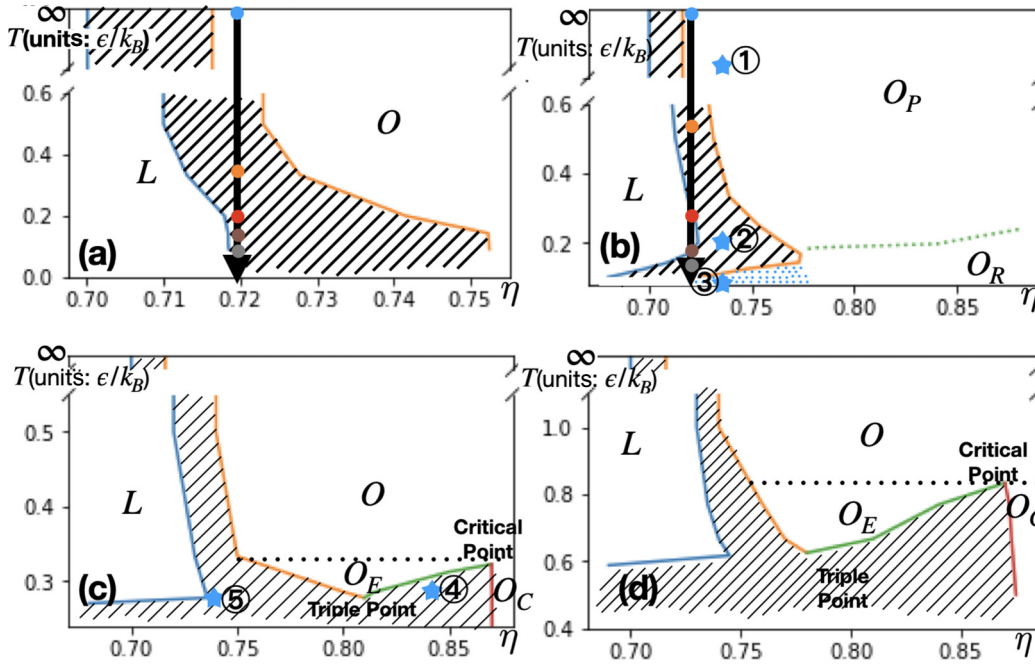 ∞
T(units: ϵ/k_B)
0.6
0.4
0.2
0.0
L
O
(a)
0.70 0.71 0.72 0.73 0.74 0.75 η
∞
T(units: ϵ/k_B)
0.6
0.4
0.2
①
O_P
L
②
(b)
③
O_R
0.70 0.75 0.80 0.85 η
∞
T(units: ϵ/k_B)
0.5
0.4
0.3
L
O
Critical
Point
O_E
④
(c)
⑤
Triple Point
O_C
0.70 0.75 0.80 0.85 η
∞
T(units: ϵ/k_B)
1.0
0.8
0.6
0.4
L
O
Critical
Point
O_E
(d)
Triple
Point
0.70 0.75 0.80 0.85 η